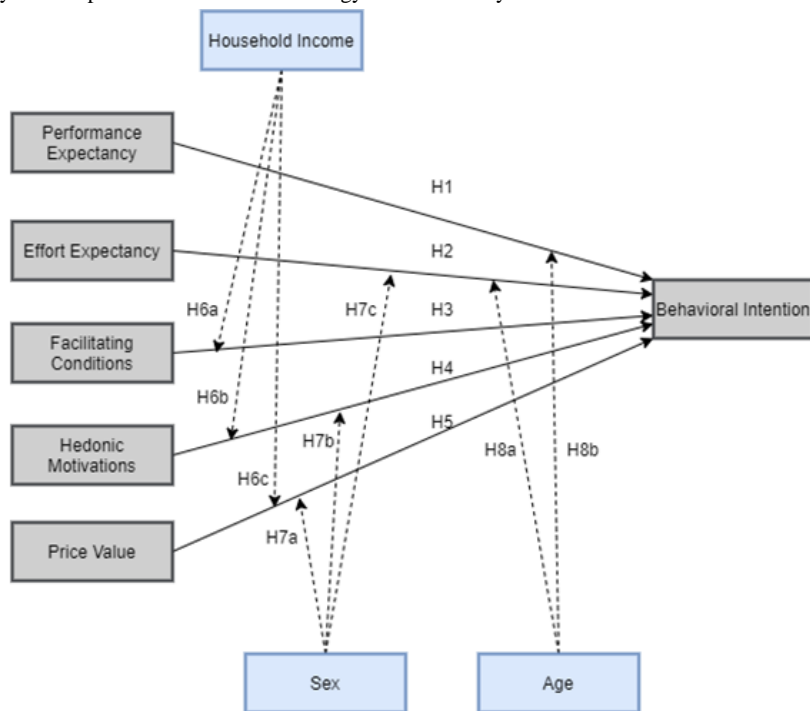 Household Income
Performance
Expectancy
H1
Effort Expectancy
H2
H6a
H7c
H3
Behavioral Intention
Facilitating
Conditions
H4
H6b
H5
Hedonic
Motivations
H7b
H8a
H8b
H6c
H7a
Price Value
Sex
Age